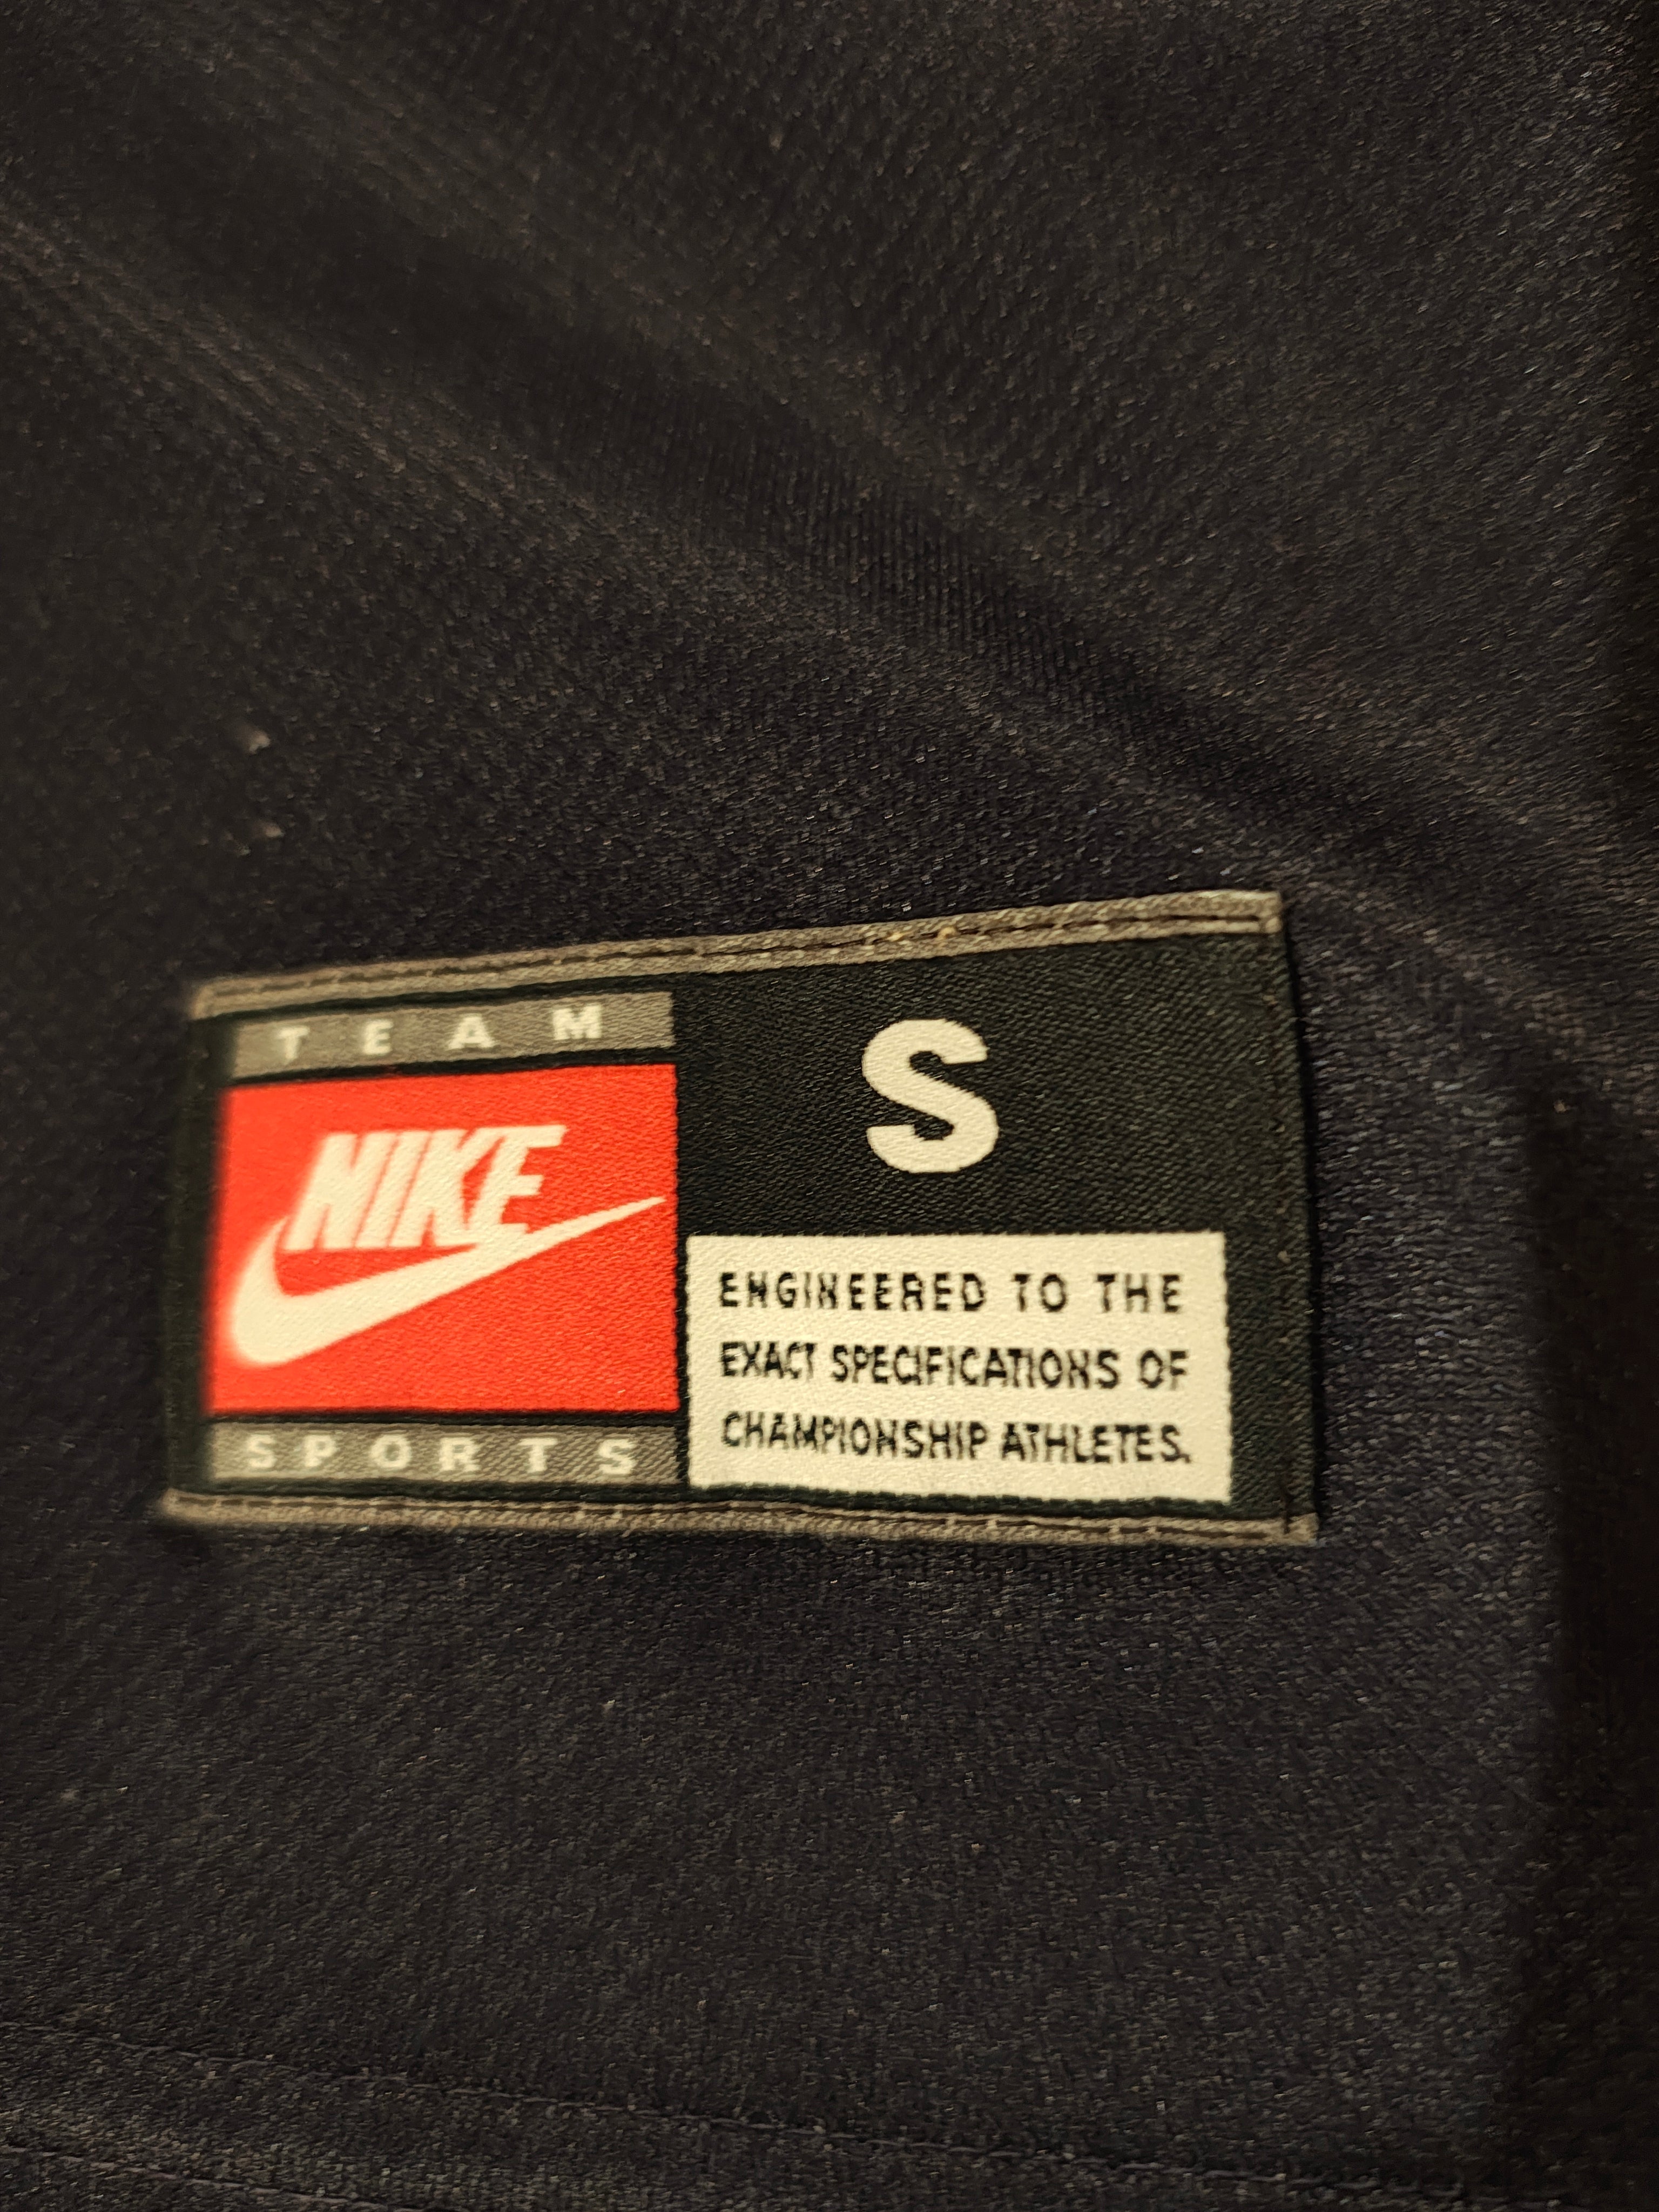 TEAM
NIKE
SPORTS
S
ENGINEERED TO THE
EXACT SPECIFICATIONS OF
CHAMPIONSHIP ATHLETES.